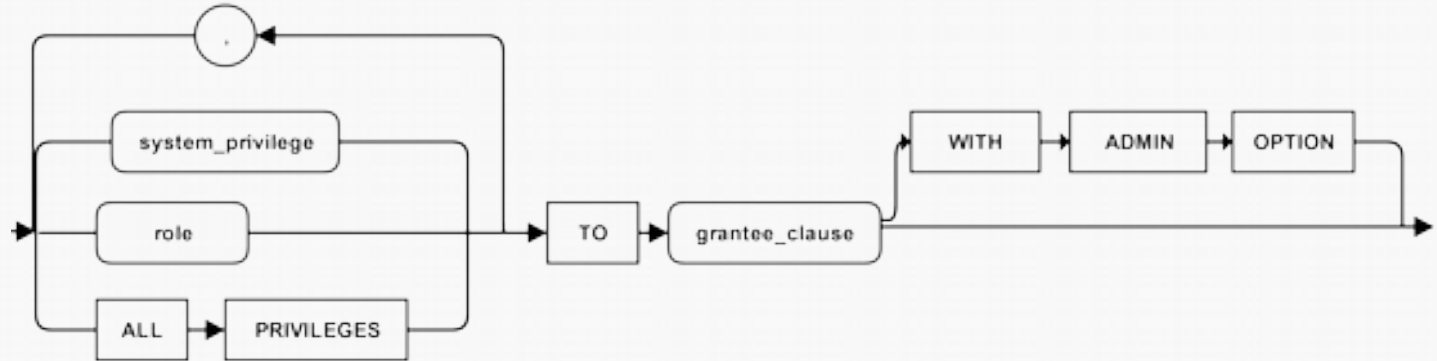 ,
system_privilege
WITH ADMIN OPTION
role
TO grantee_clause
ALL PRIVILEGES